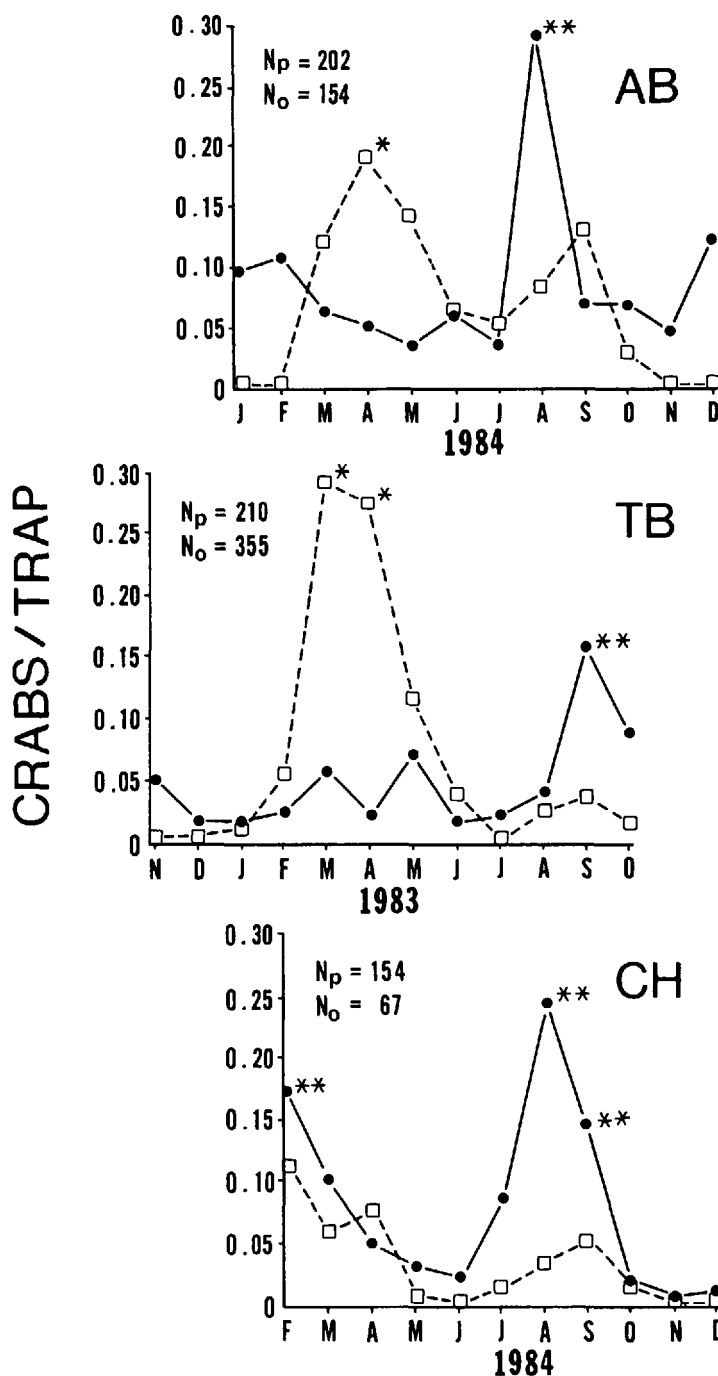 CRABS/TRAP
0.30
0.25
0.20
0.15
0.10
0.05
0
Np = 202
No = 154
AB
*
**
J F M A M J J A S O N D
1984
0.30
0.25
0.20
0.15
0.10
0.05
0
Np = 210
No = 355
TB
*
*
**
N D J F M A M J J A S O
1983
0.30
0.25
0.20
0.15
0.10
0.05
0
Np = 154
No = 67
CH
**
**
**
F M A M J J A S O N D
1984